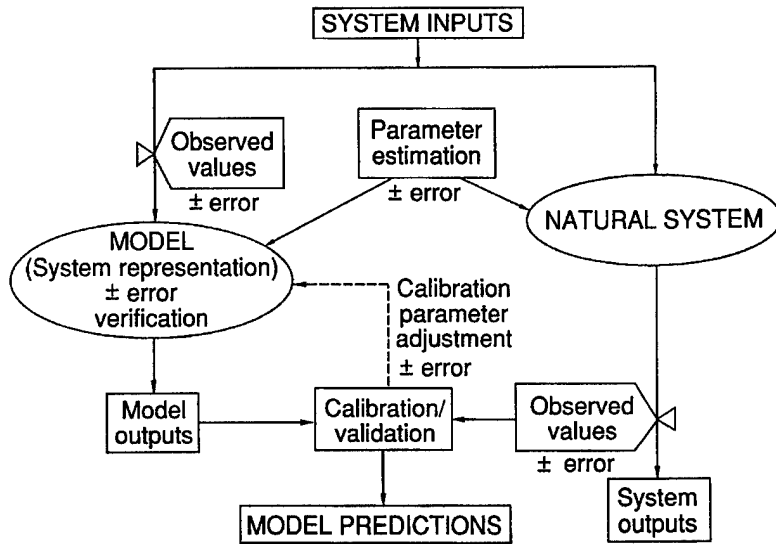 SYSTEM INPUTS
Observed
values
± error
Parameter
estimation
± error
NATURAL SYSTEM
MODEL
(System representation)
± error
verification
Calibration
parameter
adjustment
± error
Model
outputs
Calibration/
validation
Observed
values
± error
System
outputs
MODEL PREDICTIONS